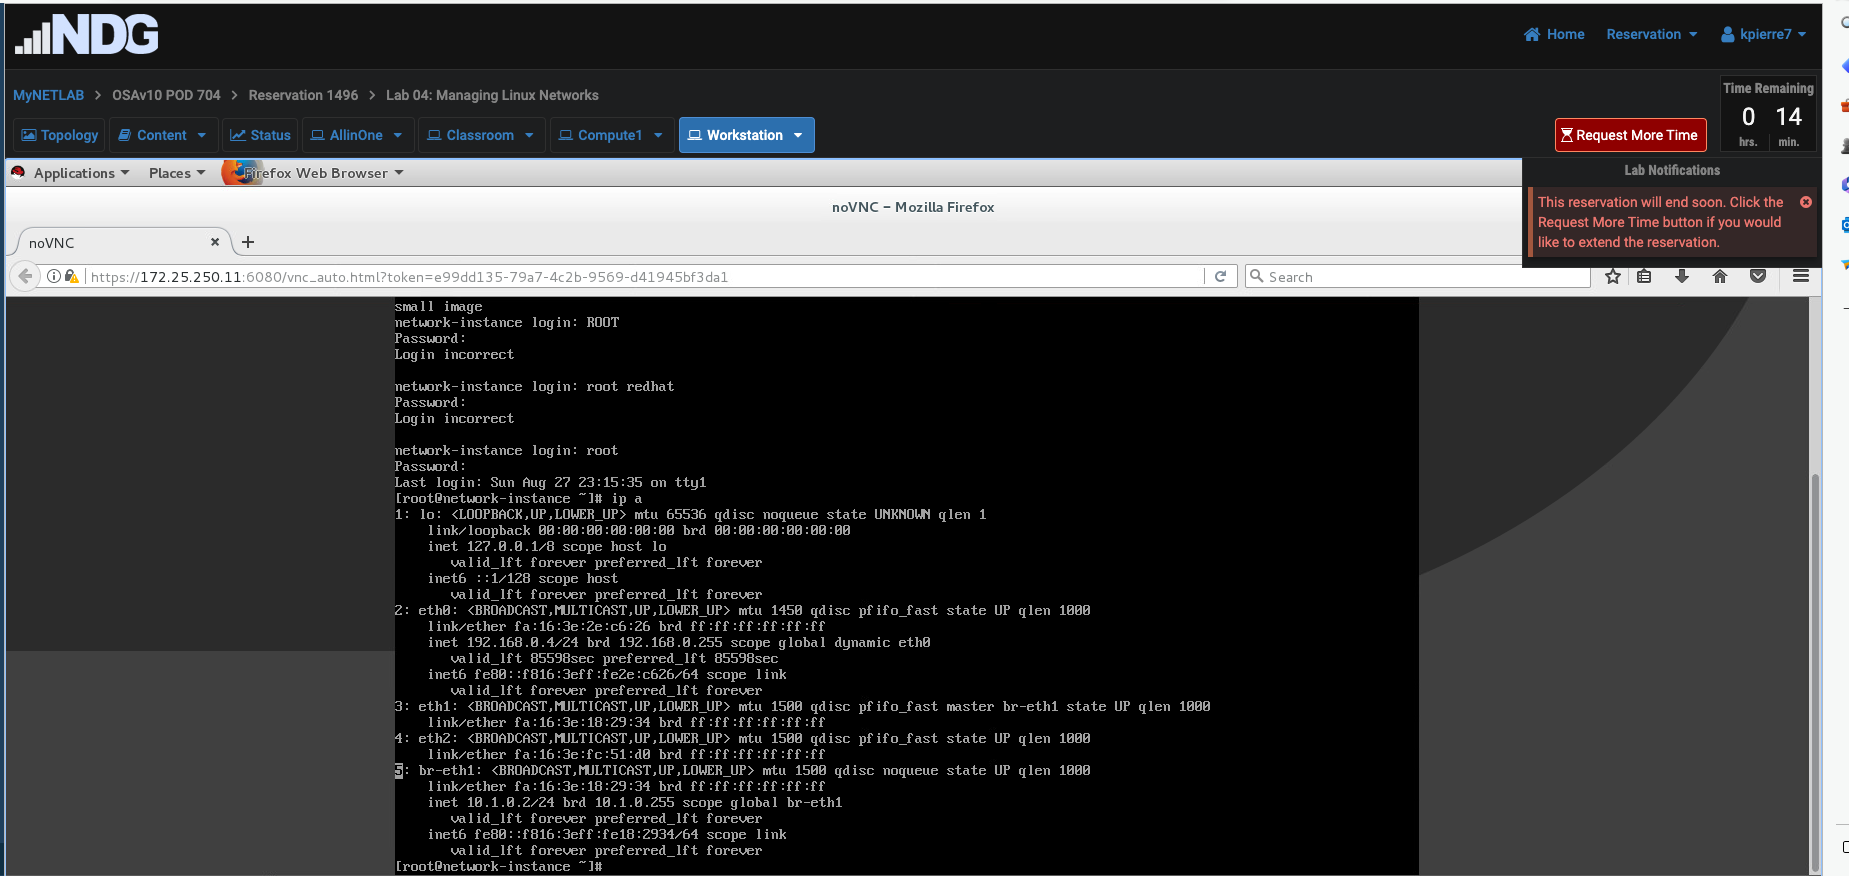 NDG
Home Reservation kpierre7
MyNETLAB > OSAv10 POD 704 > Reservation 1496 > Lab 04: Managing Linux Networks
Time Remaining
0 14
hrs. min.
Topology Content Status AllinOne Classroom Compute1 Workstation
Request More Time
Applications Places Firefox Web Browser
Lab Notifications
This reservation will end soon. Click the
Request More Time button if you would
like to extend the reservation.
noVNC - Mozilla Firefox
noVNC
https://172.25.250.11:6080/vnc_auto.html?token=e99dd135-79a7-4c2b-9569-d41945bf3da1
Search
small image
network-instance login: ROOT
Password:
Login incorrect
network-instance login: root redhat
Password:
Login incorrect
network-instance login: root
Password:
Last login: Sun Aug 27 23:15:35 on tty1
[root@network-instance ~]# ip a
1: lo: <LOOPBACK,UP,LOWER_UP> mtu 65536 qdisc noqueue state UNKNOWN qlen 1
link/loopback 00:00:00:00:00:00 brd 00:00:00:00:00:00
inet 127.0.0.1/8 scope host lo
valid_lft forever preferred_lft forever
inet6 ::1/128 scope host
valid_lft forever preferred_lft forever
2: eth0: <BROADCAST,MULTICAST,UP,LOWER_UP> mtu 1450 qdisc pfifo_fast state UP qlen 1000
link/ether fa:16:3e:2e:c6:26 brd ff:ff:ff:ff:ff:ff
inet 192.168.0.4/24 brd 192.168.0.255 scope global dynamic eth0
valid_lft 85598sec preferred_lft 85598sec
inet6 fe80::f816:3eff:fe2e:c626/64 scope link
valid_lft forever preferred_lft forever
3: eth1: <BROADCAST,MULTICAST,UP,LOWER_UP> mtu 1500 qdisc pfifo_fast master br-eth1 state UP qlen 1000
link/ether fa:16:3e:18:29:34 brd ff:ff:ff:ff:ff:ff
4: eth2: <BROADCAST,MULTICAST,UP,LOWER_UP> mtu 1500 qdisc pfifo_fast state UP qlen 1000
link/ether fa:16:3e:fc:51:d0 brd ff:ff:ff:ff:ff:ff
5: br-eth1: <BROADCAST,MULTICAST,UP,LOWER_UP> mtu 1500 qdisc noqueue state UP qlen 1000
link/ether fa:16:3e:18:29:34 brd ff:ff:ff:ff:ff:ff
inet 10.1.0.2/24 brd 10.1.0.255 scope global br-eth1
valid_lft forever preferred_lft forever
inet6 fe80::f816:3eff:fe18:2934/64 scope link
valid_lft forever preferred_lft forever
[root@network-instance ~]#